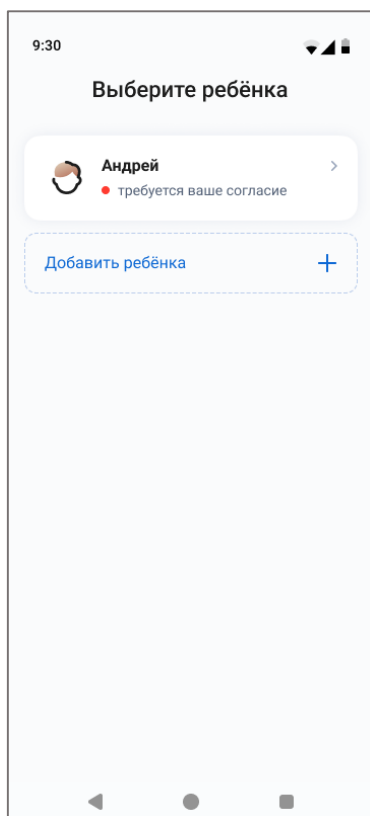 9:30
Выберите ребёнка
Андрей
требуется ваше согласие
Добавить ребёнка